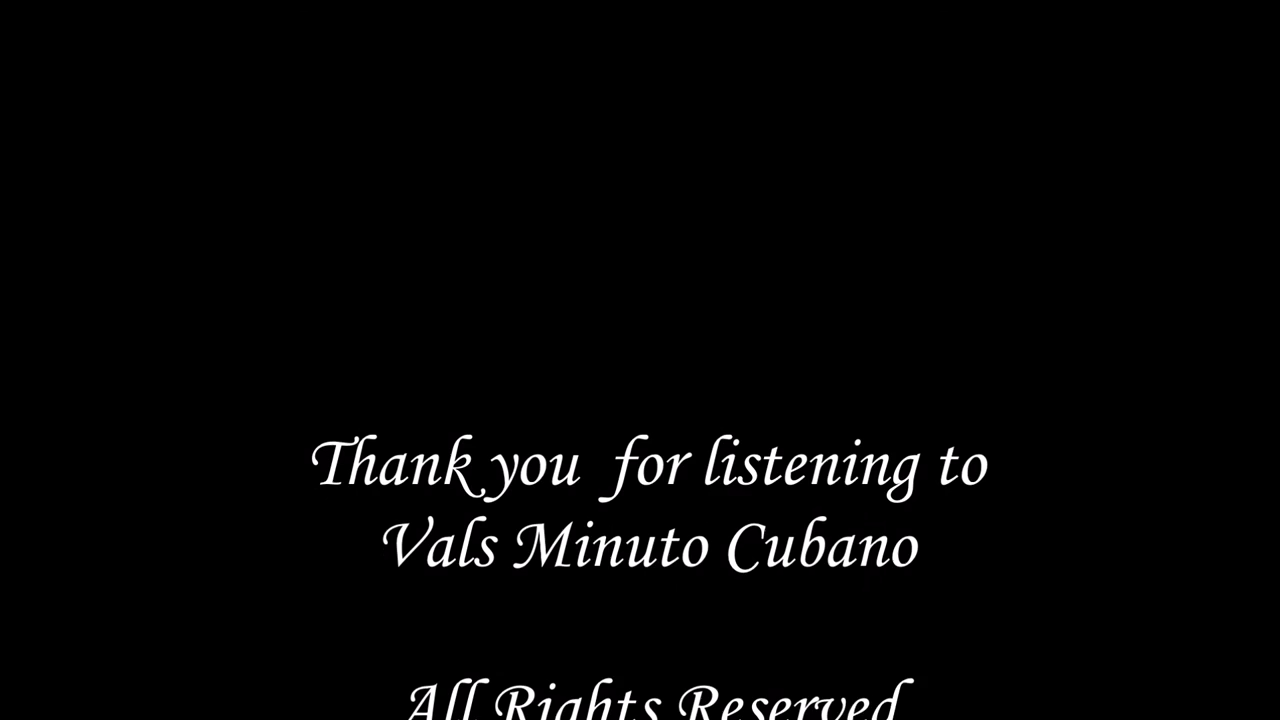 Thank you for listening to
Vals Minuto Cubano
All Rights Reserved